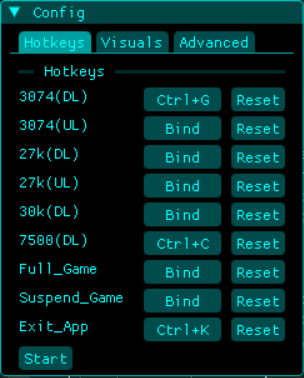 Config
Hotkeys Visuals Advanced
Hotkeys
3074(DL) Ctrl+G Reset
3074(UL) Bind Reset
27k(DL) Bind Reset
27k(UL) Bind Reset
30k(DL) Bind Reset
7500(DL) Ctrl+C Reset
Full_Game Bind Reset
Suspend_Game Bind Reset
Exit_App Ctrl+K Reset
Start